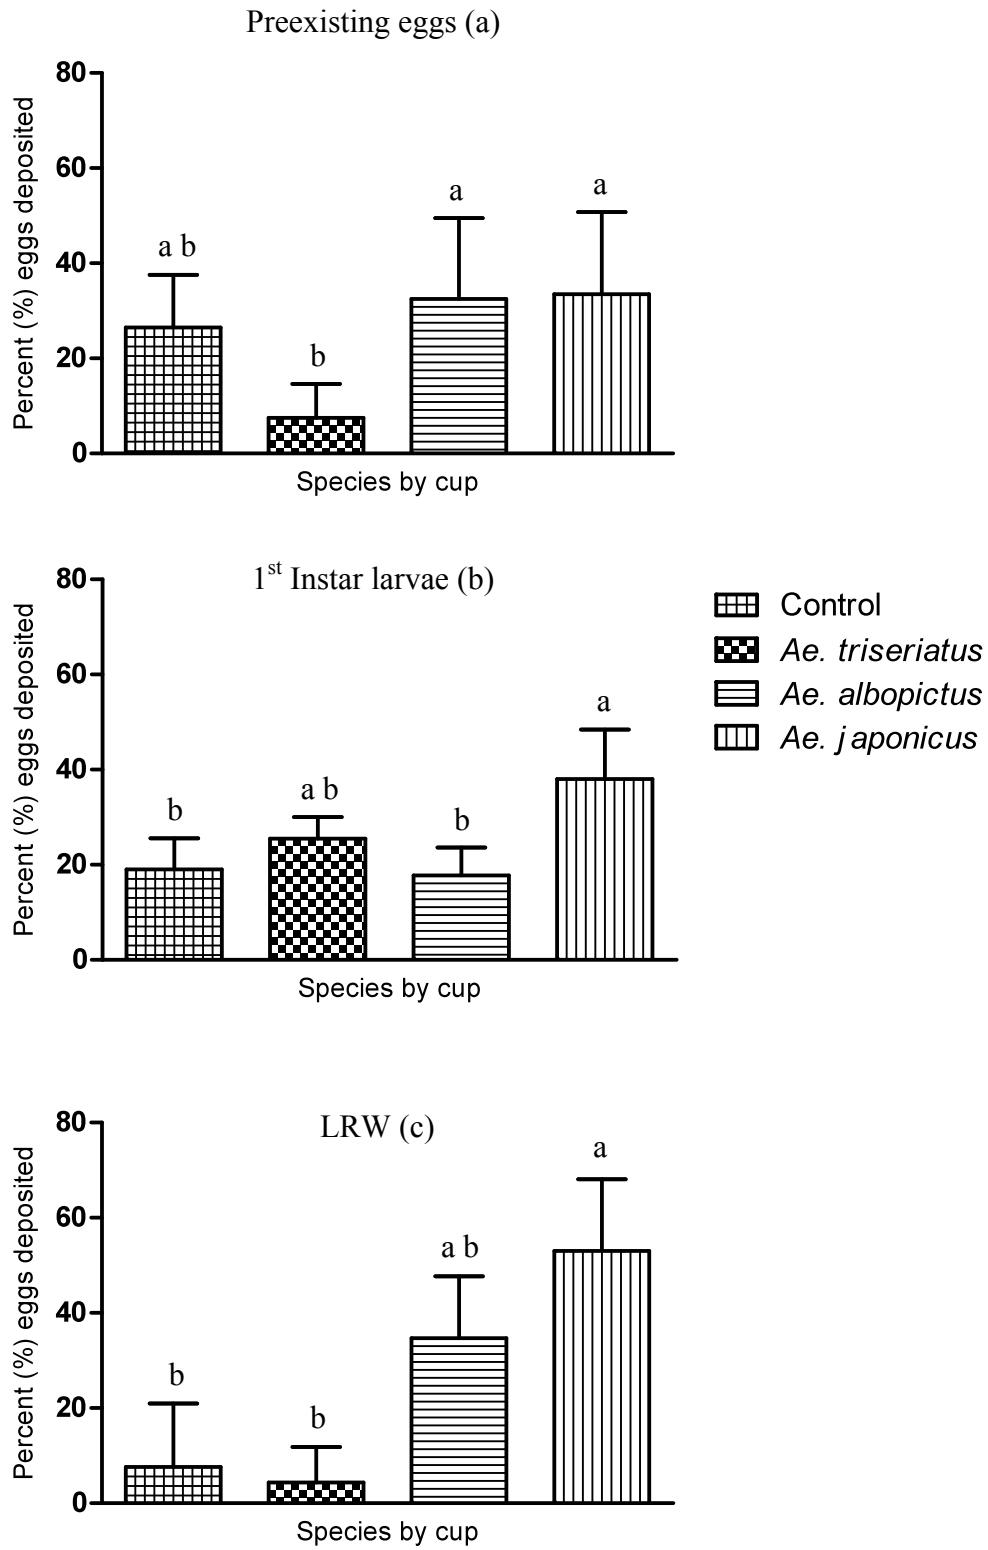 Preexisting eggs (a)
Percent (%) eggs deposited
80
60
40
20
0
a b
b
a
a
Species by cup
1st Instar larvae (b)
Percent (%) eggs deposited
80
60
40
20
0
b
a b
b
a
Species by cup
Control
Ae. triseriatus
Ae. albopictus
Ae. japonicus
LRW (c)
Percent (%) eggs deposited
80
60
40
20
0
b
b
a b
a
Species by cup